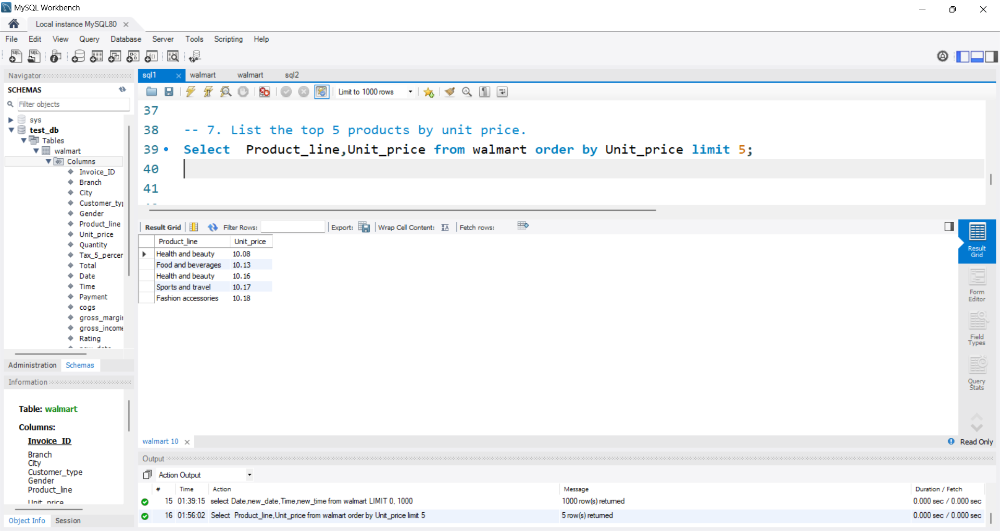 MySQL Workbench
Local instance MySQL80
File Edit View Query Database Server Tools Scripting Help
Navigator
SCHEMAS
Filter objects
sys
test_db
Tables
walmart
Columns
Invoice_ID
Branch
City
Customer_ty
Gender
Product_line
Unit_price
Quantity
Tax_5_percer
Total
Date
Time
Payment
cogs
gross_margi
gross_income
Rating
Administration Schemas
Information
Table: walmart
Columns:
Invoice_ID
Branch
City
Customer_type
Gender
Product_line
Unit_price
Object Info Session
sql1 walmart walmart sql2
Limit to 1000 rows
37
38 -- 7. List the top 5 products by unit price.
39 Select Product_line,Unit_price from walmart order by Unit_price limit 5;
40
41
Result Grid Filter Rows: Export: Wrap Cell Content: Fetch rows:
Product_line Unit_price
Health and beauty 10.08
Food and beverages 10.13
Health and beauty 10.16
Sports and travel 10.17
Fashion accessories 10.18
Result
Grid
Form
Editor
Field
Types
Query
Stats
walmart 10
Read Only
Output
Action Output
# Time Action Message Duration / Fetch
15 01:39:15 select Date,new_date,Time,new_time from walmart LIMIT 0, 1000 1000 row(s) returned 0.000 sec / 0.000 sec
16 01:56:02 Select Product_line,Unit_price from walmart order by Unit_price limit 5 5 row(s) returned 0.000 sec / 0.000 sec